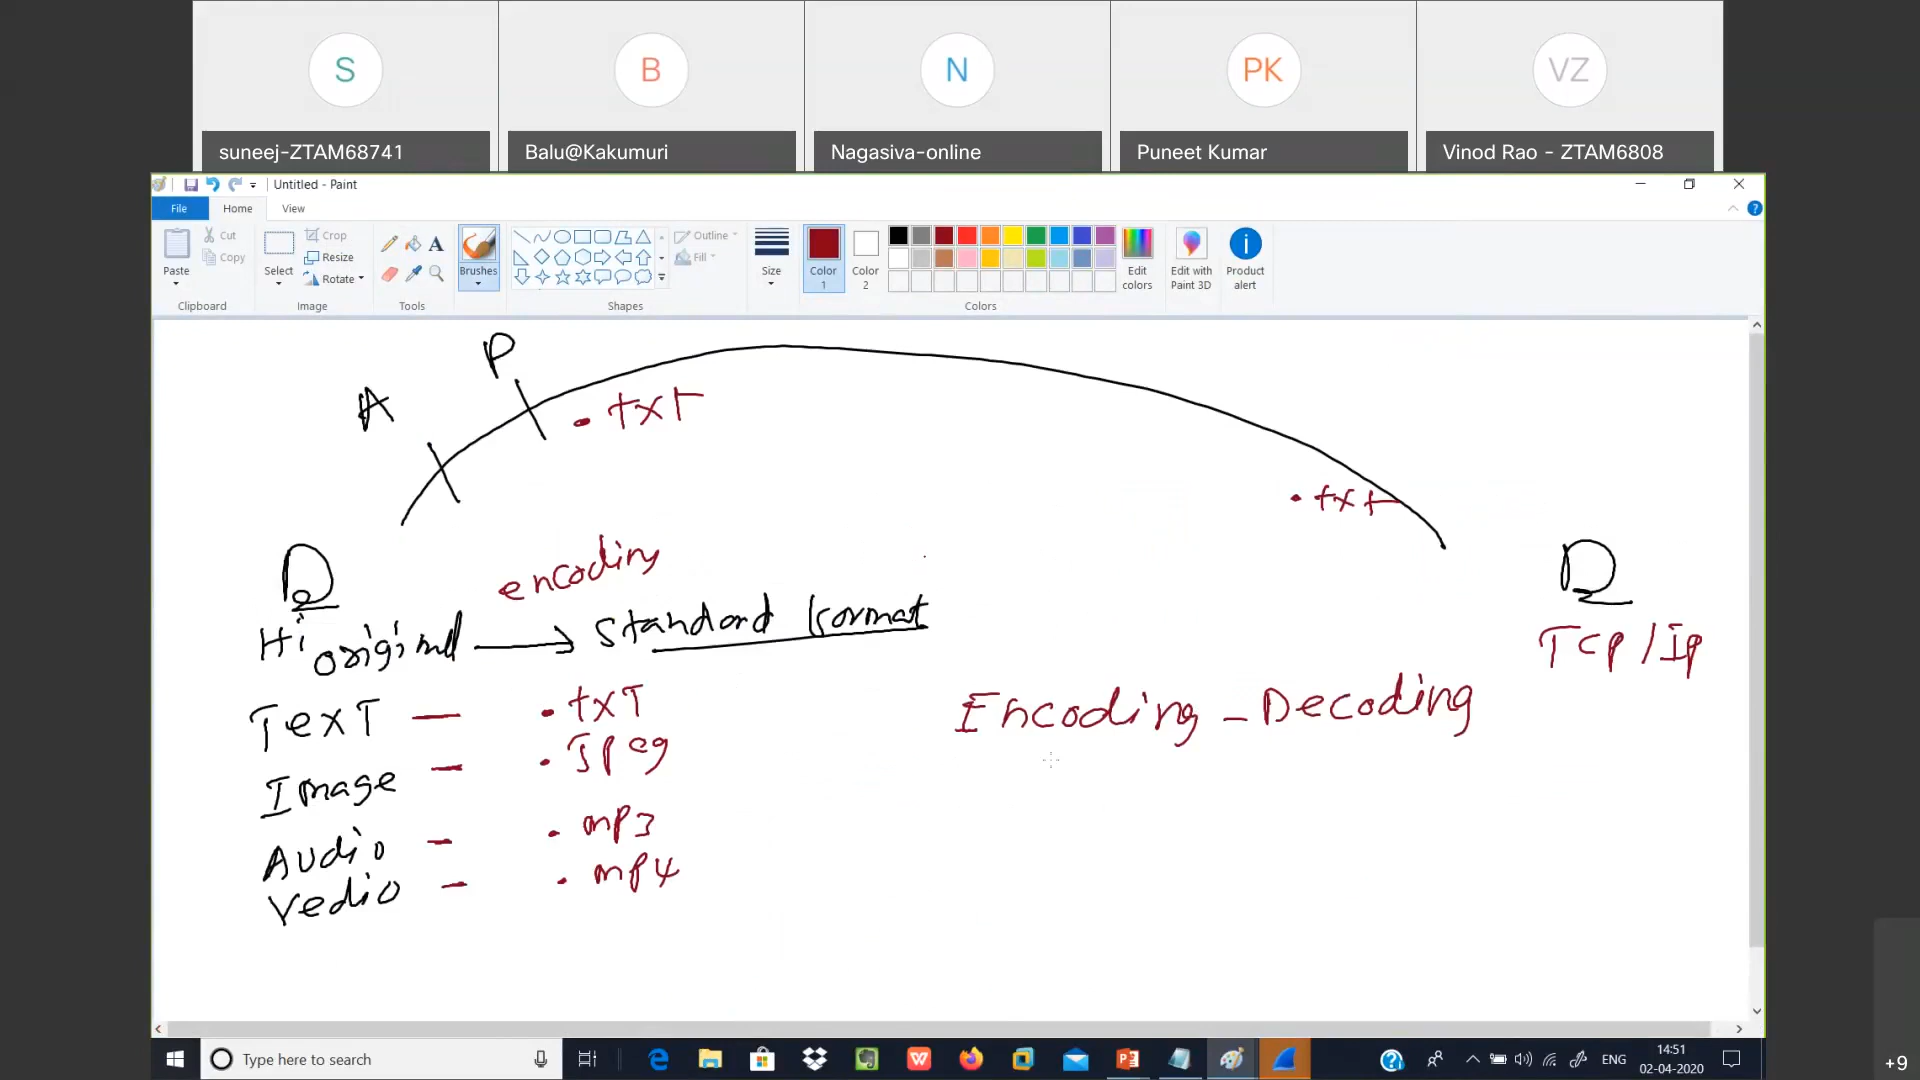 S
B
N
PK
VZ
suneej-ZTAM68741
Balu@Kakumuri
Nagasiva-online
Puneet Kumar
Vinod Rao - ZTAM6808
Untitled - Paint
File Home View
Cut
Copy
Paste
Clipboard
Select
Crop
Resize
Rotate
Image
A
Tools
Brushes
Outline
Fill
Shapes
Size
Color 1
Color 2
Edit colors
Colors
Edit with Paint 3D
Product alert
P
A
.txt
.txt
encoding
Hi original → Standard format
TCP/Ip
Text — .txT
Encoding - Decoding
Image — .Jpeg
Audio — .mp3
Vedio — .mp4
Type here to search
ENG
14:51
02-04-2020
+9